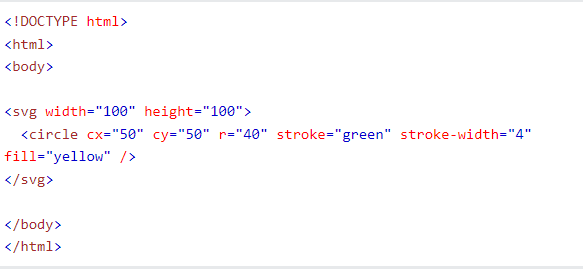 <!DOCTYPE html>
<html>
<body>
<svg width="100" height="100">
<circle cx="50" cy="50" r="40" stroke="green" stroke-width="4"
fill="yellow" />
</svg>
</body>
</html>